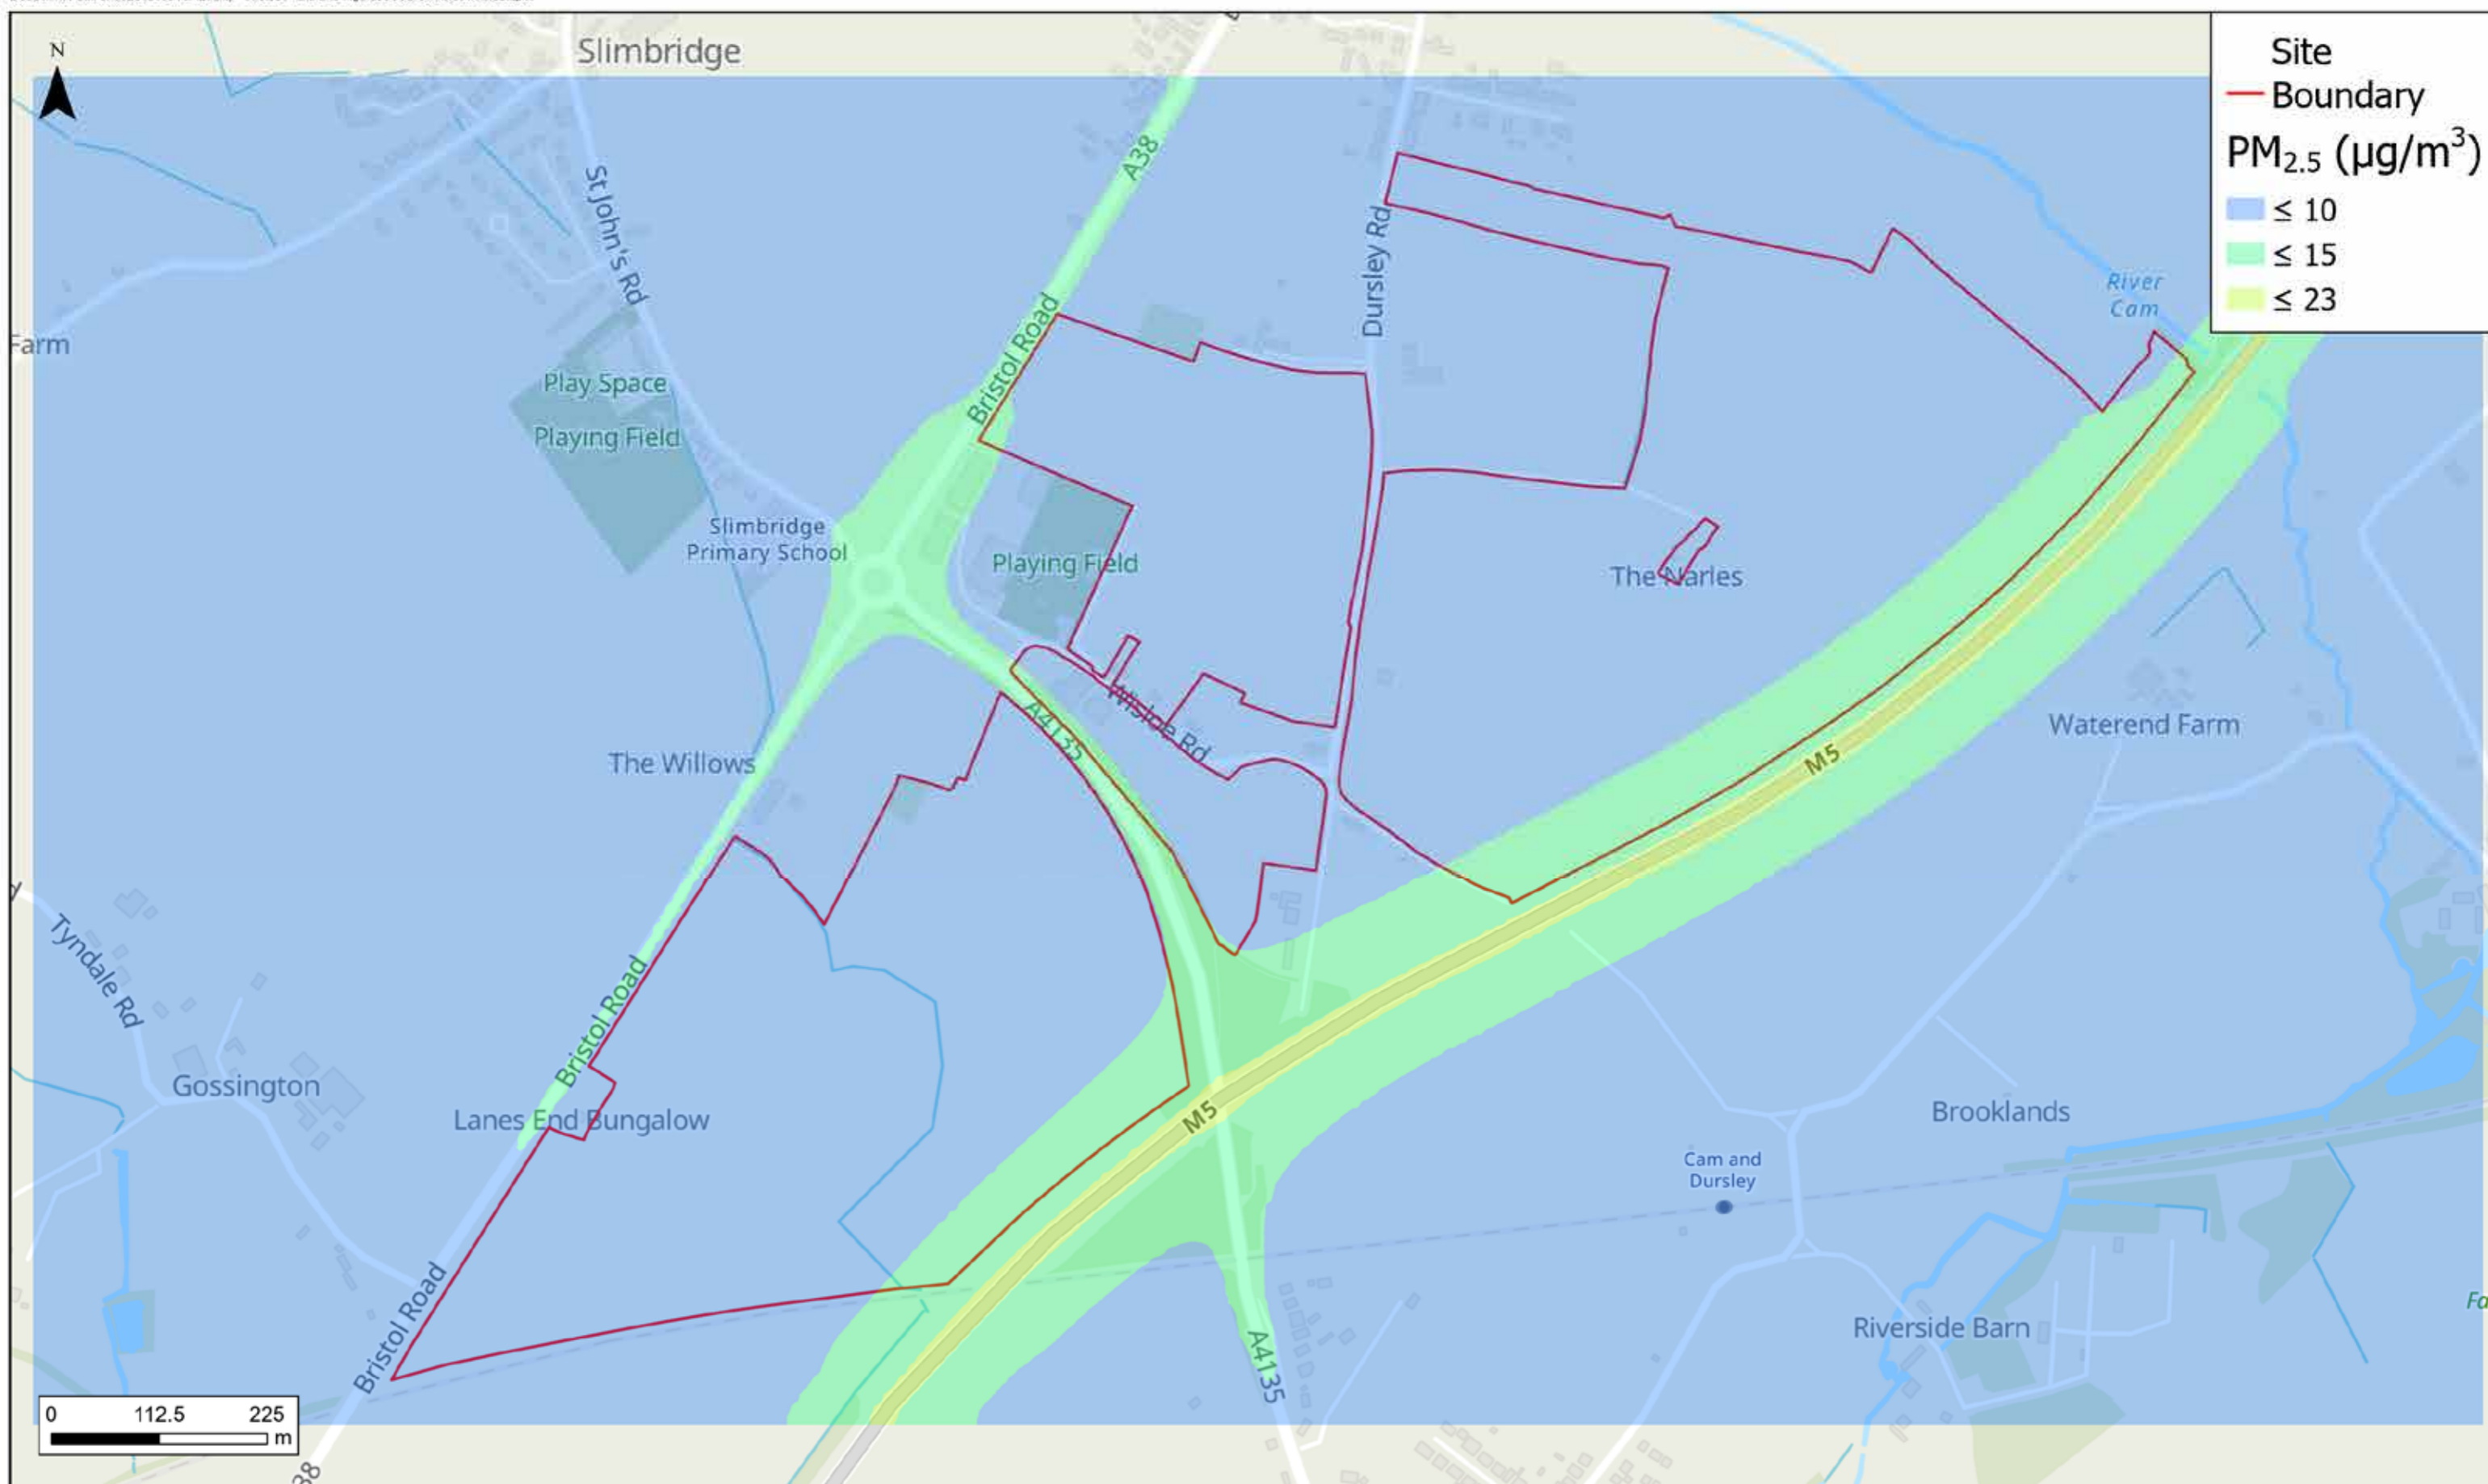 N
Slimbridge
Site
Boundary
PM2.5 (µg/m³)
≤ 10
≤ 15
≤ 23
A38
St John's Rd
Dursley Rd
River
Cam
Bristol Road
Farm
Play Space
Playing Field
Slimbridge
Primary School
Playing Field
The Narles
Wisloe Rd
A4135
The Willows
Waterend Farm
M5
Tyndale Rd
Bristol Road
Gossington
Lanes End Bungalow
M5
Brooklands
Cam and
Dursley
Bristol Road
A4135
Riverside Barn
0 112.5 225
m
38